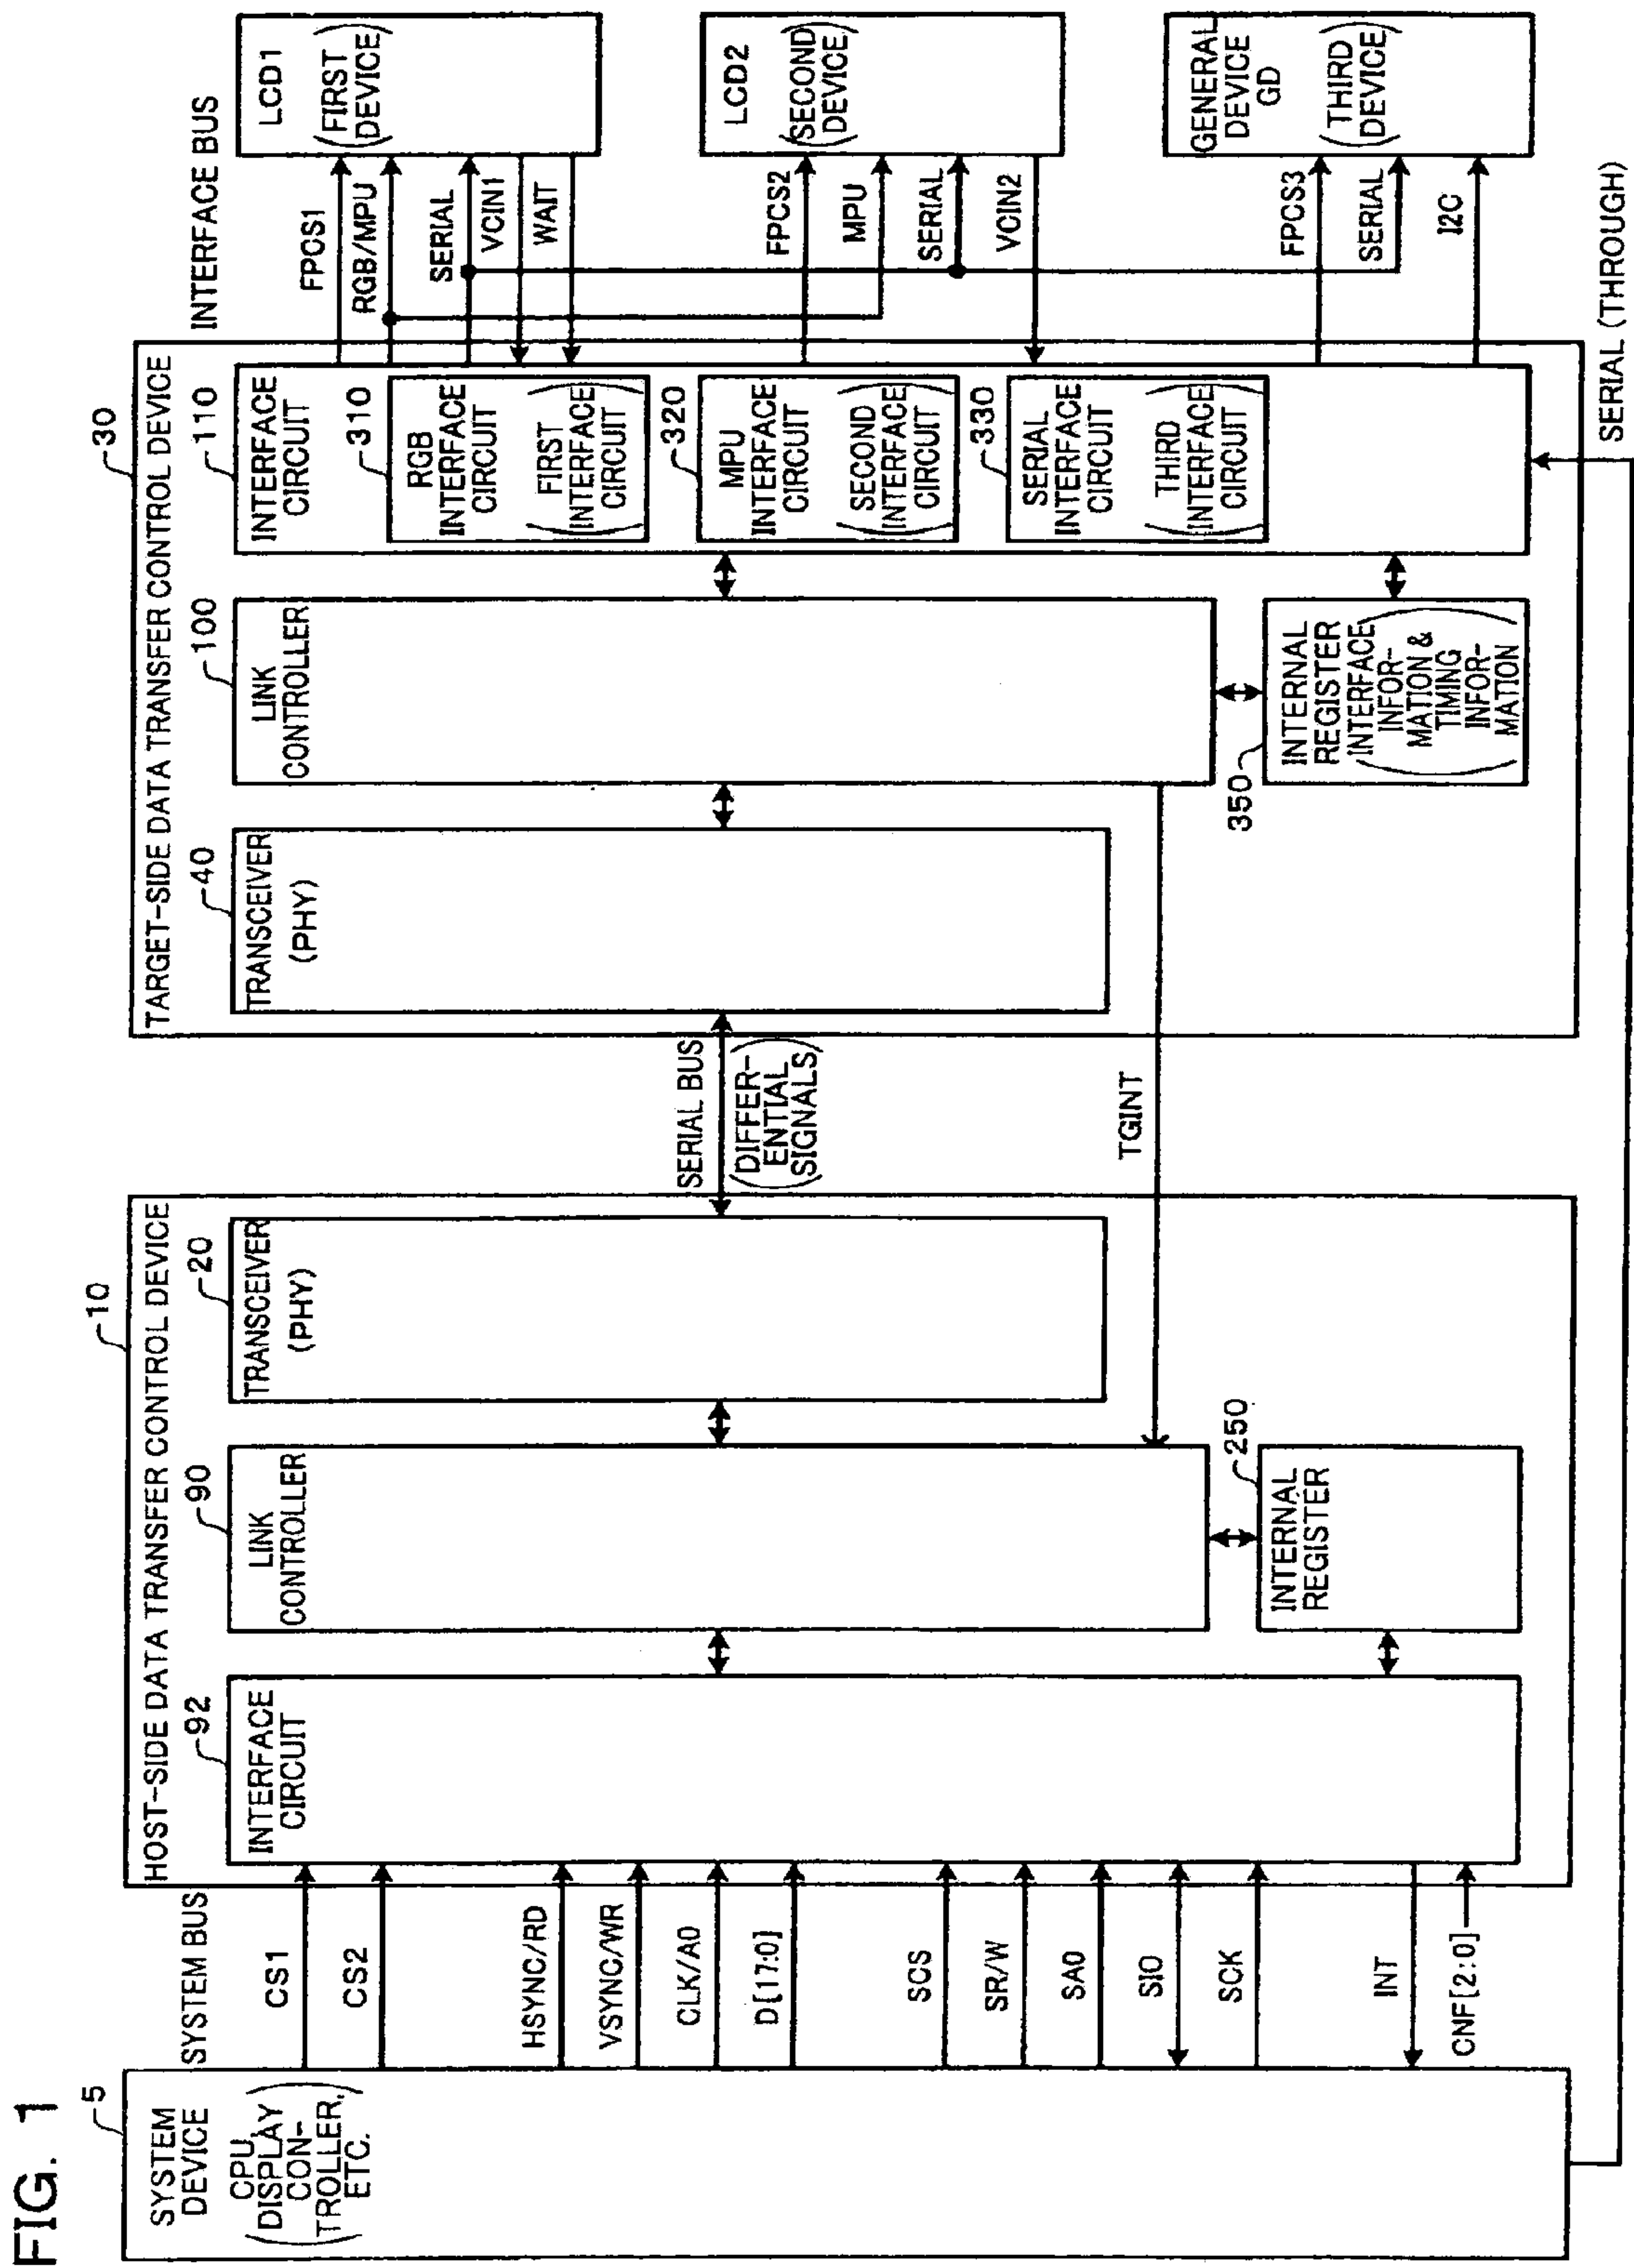 FIG. 1
5
SYSTEM
DEVICE
CPU,
DISPLAY
CON-
TROLLER,
ETC.
SYSTEM BUS
CS1
CS2
HSYNC/RD
VSYNC/WR
CLK/A0
D[17:0]
SCS
SR/W
SA0
SIO
SCK
INT
CNF[2:0]
10
HOST-SIDE DATA TRANSFER CONTROL DEVICE
92
INTERFACE
CIRCUIT
90
LINK
CONTROLLER
250
INTERNAL
REGISTER
20
TRANSCEIVER
(PHY)
SERIAL BUS
(DIFFER-
ENTIAL
SIGNALS)
TGINT
30
TARGET-SIDE DATA TRANSFER CONTROL DEVICE
40
TRANSCEIVER
(PHY)
100
LINK
CONTROLLER
350
INTERNAL
REGISTER
(INTERFACE
INFOR-
MATION &
TIMING
INFOR-
MATION)
110
INTERFACE
CIRCUIT
310
RGB
INTERFACE
CIRCUIT
(FIRST
INTERFACE
CIRCUIT)
320
MPU
INTERFACE
CIRCUIT
(SECOND
INTERFACE
CIRCUIT)
330
SERIAL
INTERFACE
CIRCUIT
(THIRD
INTERFACE
CIRCUIT)
INTERFACE BUS
FPCS1
RGB/MPU
SERIAL
VCIN1
WAIT
FPCS2
MPU
SERIAL
VCIN2
FPCS3
SERIAL
I2C
SERIAL (THROUGH)
LCD1
(FIRST
DEVICE)
LCD2
(SECOND
DEVICE)
GENERAL
DEVICE
GD
(THIRD
DEVICE)